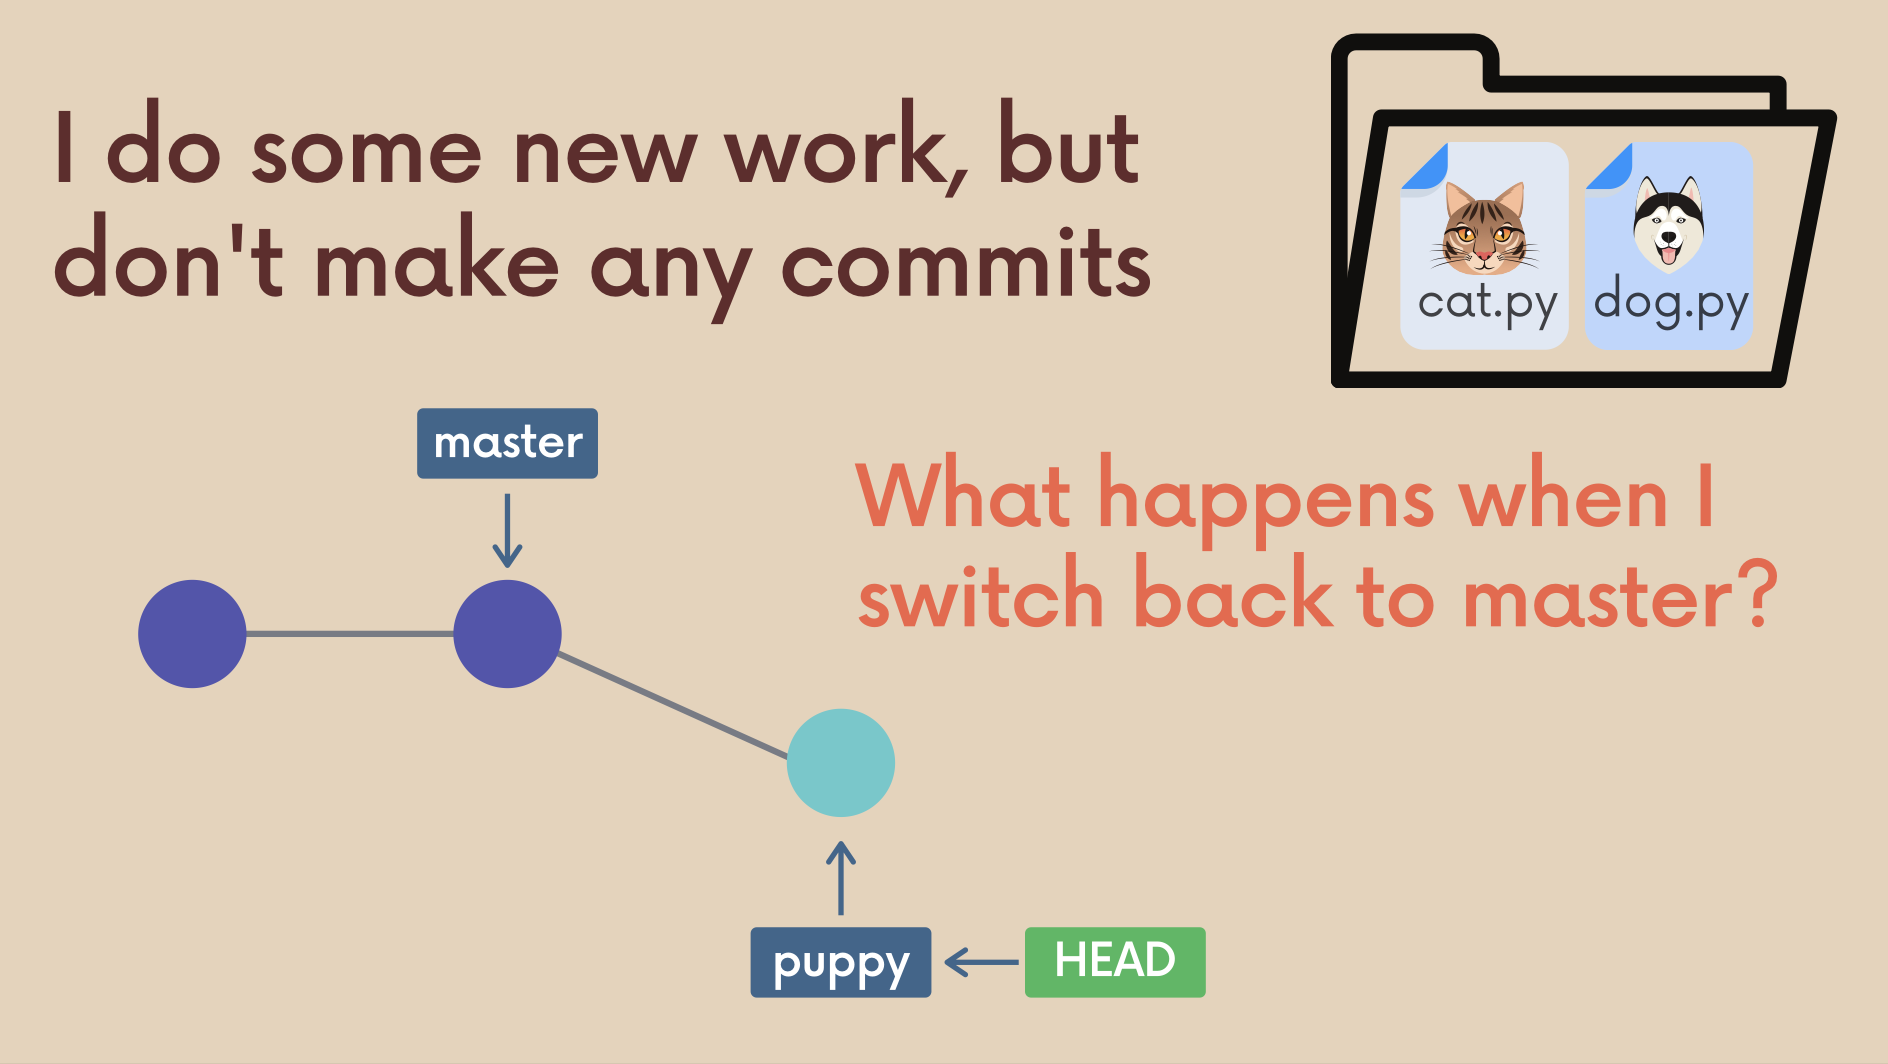 I do some new work, but
don't make any commits
cat.py
dog.py
master
What happens when I
switch back to master?
puppy
HEAD